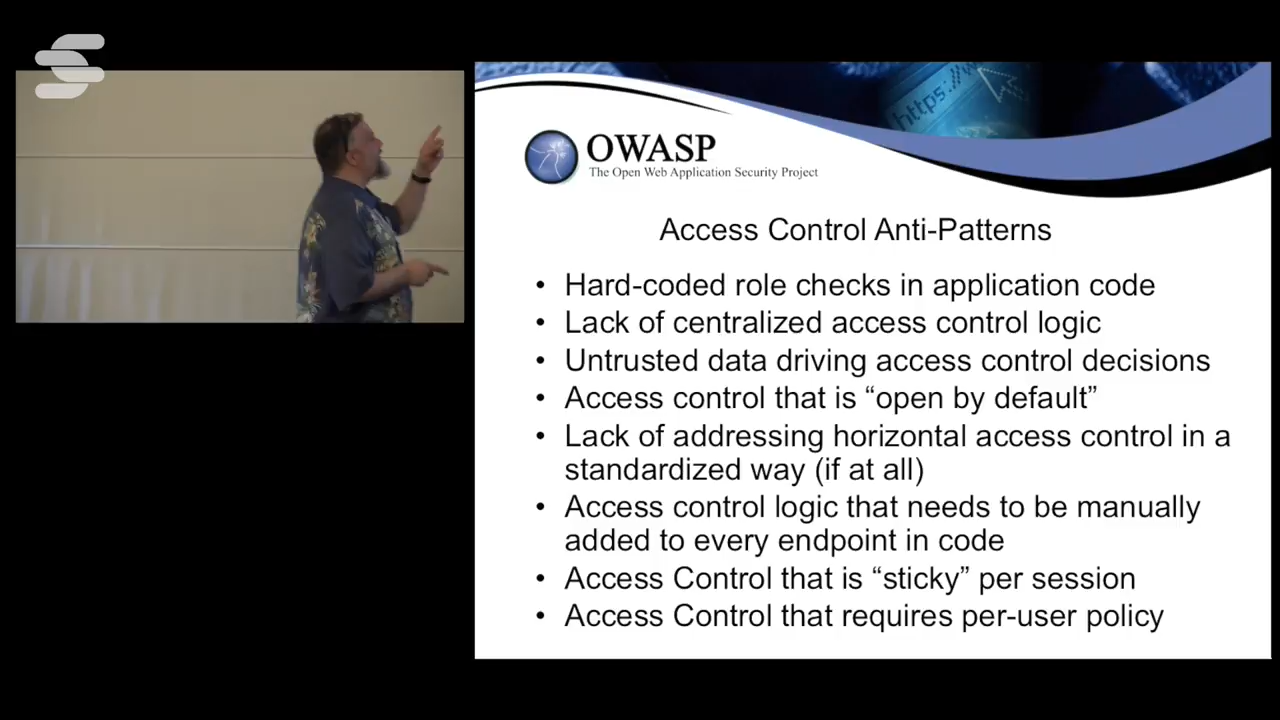 https://w
OWASP
The Open Web Application Security Project
Access Control Anti-Patterns
• Hard-coded role checks in application code
• Lack of centralized access control logic
• Untrusted data driving access control decisions
• Access control that is “open by default”
• Lack of addressing horizontal access control in a
standardized way (if at all)
• Access control logic that needs to be manually
added to every endpoint in code
• Access Control that is “sticky” per session
• Access Control that requires per-user policy